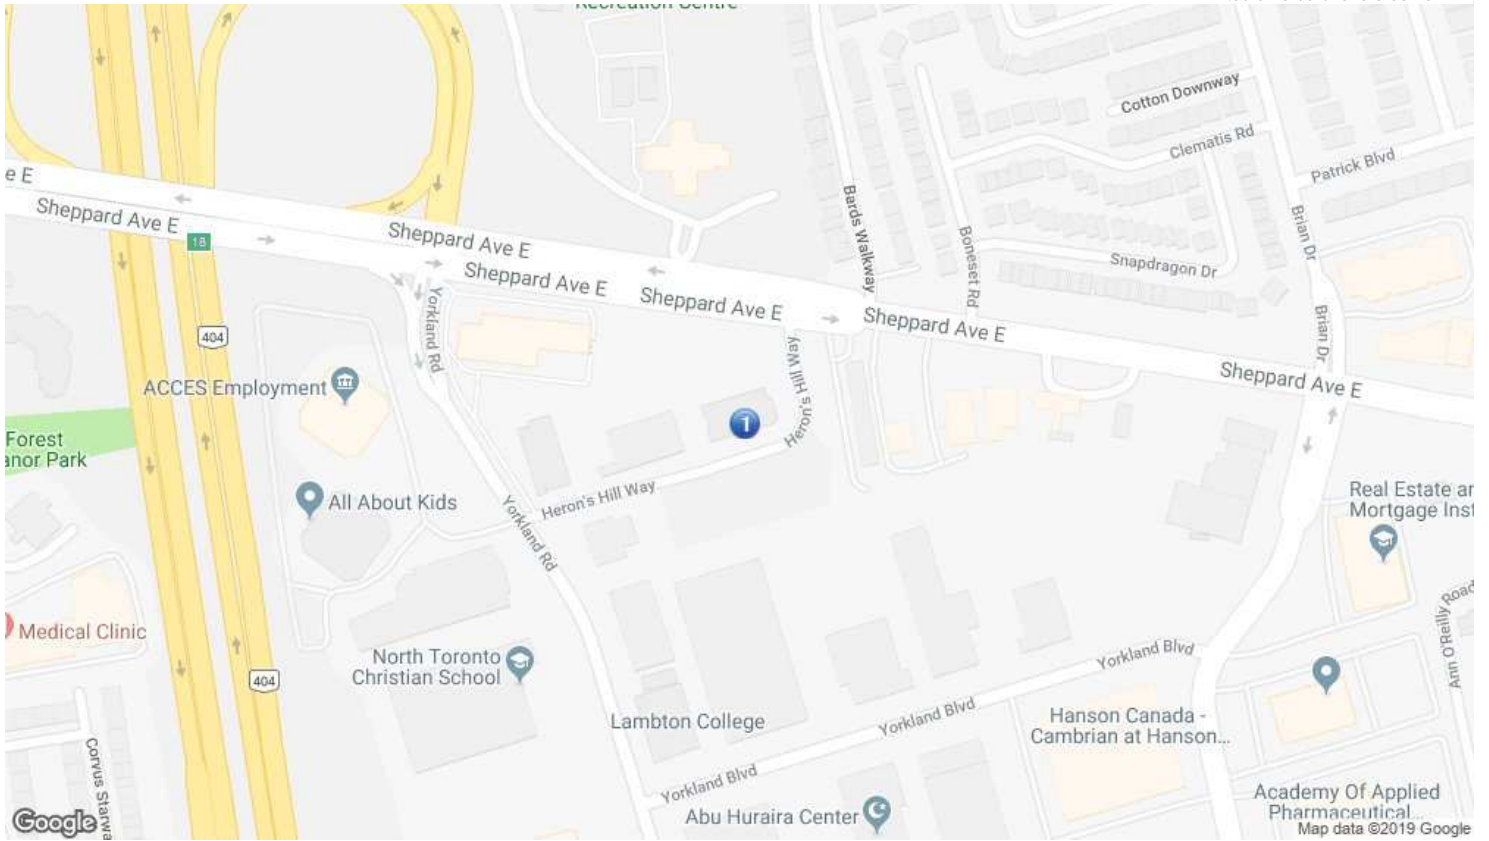 Recreation Centre
Cotton Downway
Clematis Rd
Patrick Blvd
e E
Sheppard Ave E
18
Sheppard Ave E
Sheppard Ave E
Sheppard Ave E
Sheppard Ave E
Sheppard Ave E
Bards Walkway
Boneset Rd
Snapdragon Dr
Brian Dr
Brian Dr
Yorkland Rd
404
ACCES Employment
Heron's Hill Way
1
Forest
anor Park
All About Kids
Heron's Hill Way
Yorkland Rd
Real Estate ar
Mortgage Inst
Ann O'Reilly Road
Medical Clinic
North Toronto
Christian School
404
Yorkland Blvd
Lambton College
Yorkland Blvd
Hanson Canada -
Cambrian at Hanson...
Corvus Starwa
Yorkland Blvd
Abu Huraira Center
Academy Of Applied
Pharmaceutical...
Google
Map data ©2019 Google